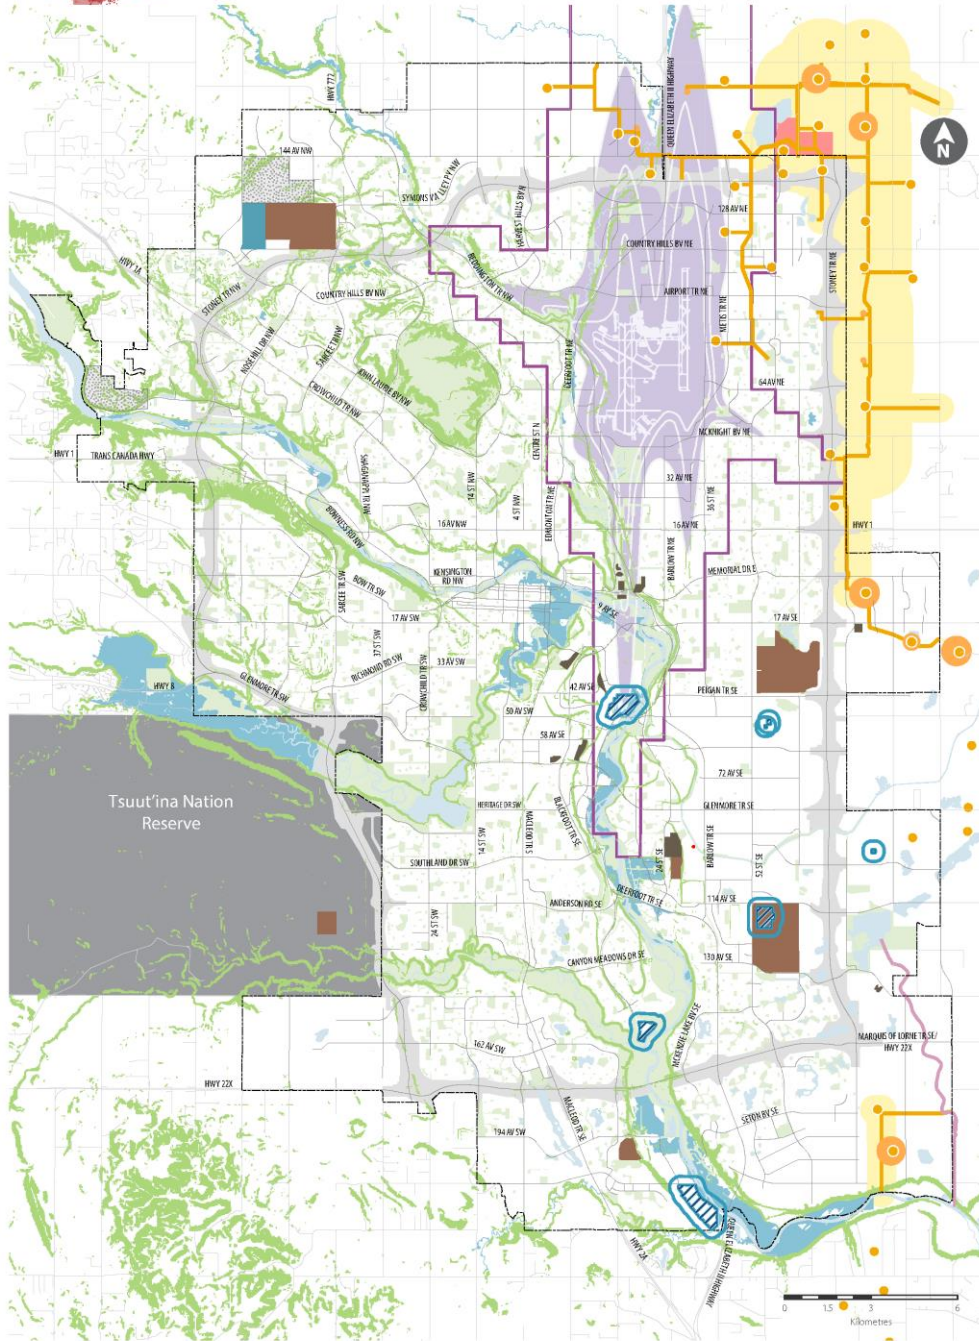 HWY 772
QUEEN ELIZABETH II HIGHWAY
N
144 AV NW
SYMONS VALLEY PY NW
HARVEST HILLS BV N
128 AV NE
COUNTRY HILLS BV NE
HWY 1A
BEDDINGTON TR NW
STONEY TR NW
COUNTRY HILLS BV NW
AIRPORT TR NE
METIS TR NE
STONEY TR NE
NOSE HILL DR NW
SARCEE TR NW
JOHN LAURIE BV NW
DEERFOOT TR NE
64 AV NE
CROWCHILD TR NW
CENTRE ST N
MCKNIGHT BV NE
HWY 1
TRANS CANADA HWY
SHAGANAPPI TR NW
14 ST NW
4 ST NW
EDMONTON TR NE
32 AV NE
36 ST NE
BOWNESS RD NW
16 AV NW
16 AV NE
HWY 1
BARLOW TR NE
KENSINGTON
RD NW
MEMORIAL DR E
SARCEE TR SW
BOW TR SW
9 AV SE
17 AV SW
17 AV SE
37 ST SW
RICHMOND RD SW
33 AV SW
CROWCHILD TR SW
HWY 8
GLENMORE TR SW
42 AV SE
PEIGAN TR SE
50 AV SW
58 AV SE
72 AV SE
Tsuut'ina Nation
Reserve
HERITAGE DR SW
GLENMORE TR SE
14 ST SW
MACLEOD TR S
BLACKFOOT TR SE
24 ST SE
BARLOW TR SE
52 ST SE
SOUTHLAND DR SW
DEERFOOT TR SE
114 AV SE
24 ST SW
ANDERSON RD SE
CANYON MEADOWS DR SE
130 AV SE
MCKENZIE LAKE BV SE
MARQUIS OF LORNE TR SE/
HWY 22X
162 AV SW
HWY 22X
MACLEOD TR SE
SETON BV SE
194 AV SW
HWY 2A
QUEEN ELIZABETH II HIGHWAY
0 1.5 3 6
Kilometres